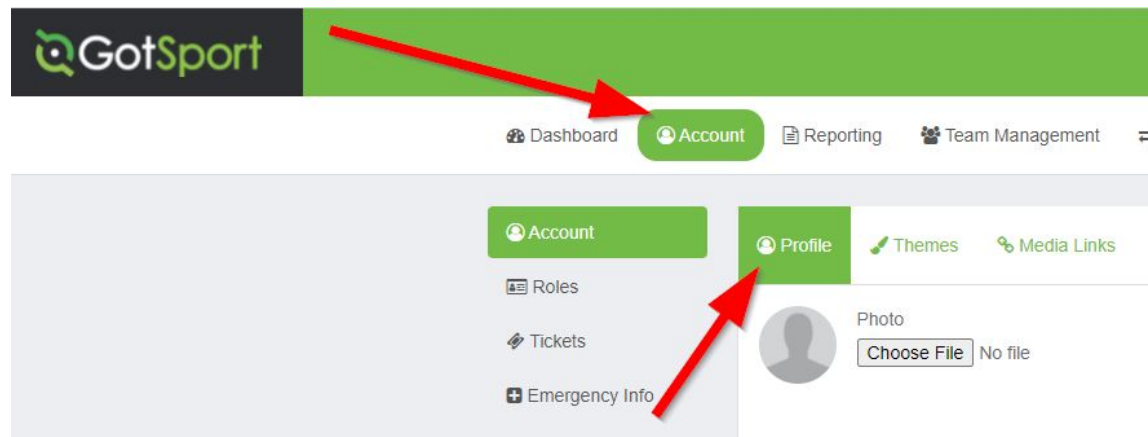 GotSport
Dashboard Account Reporting Team Management
Account
Profile Themes Media Links
Roles
Photo
Choose File No file
Tickets
Emergency Info